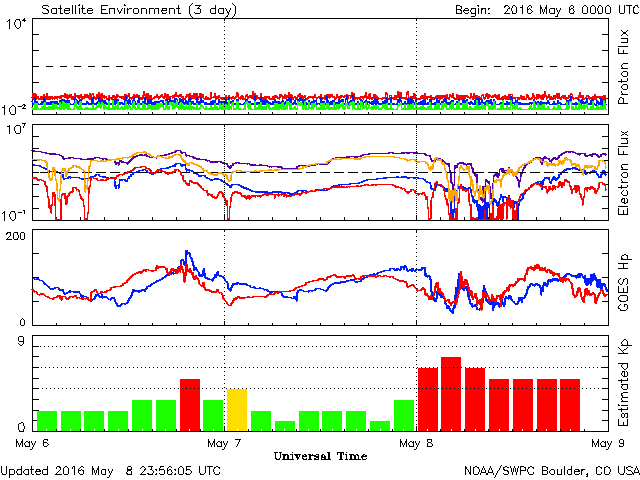 Satellite Environment (3 day) Begin: 2016 May 6 0000 UTC
10⁴
10⁻²
Proton Flux
10⁷
10⁻¹
Electron Flux
200
0
GOES Hp
9
0
Estimated Kp
May 6 May 7 May 8 May 9
Universal Time
Updated 2016 May 8 23:56:05 UTC NOAA/SWPC Boulder, CO USA